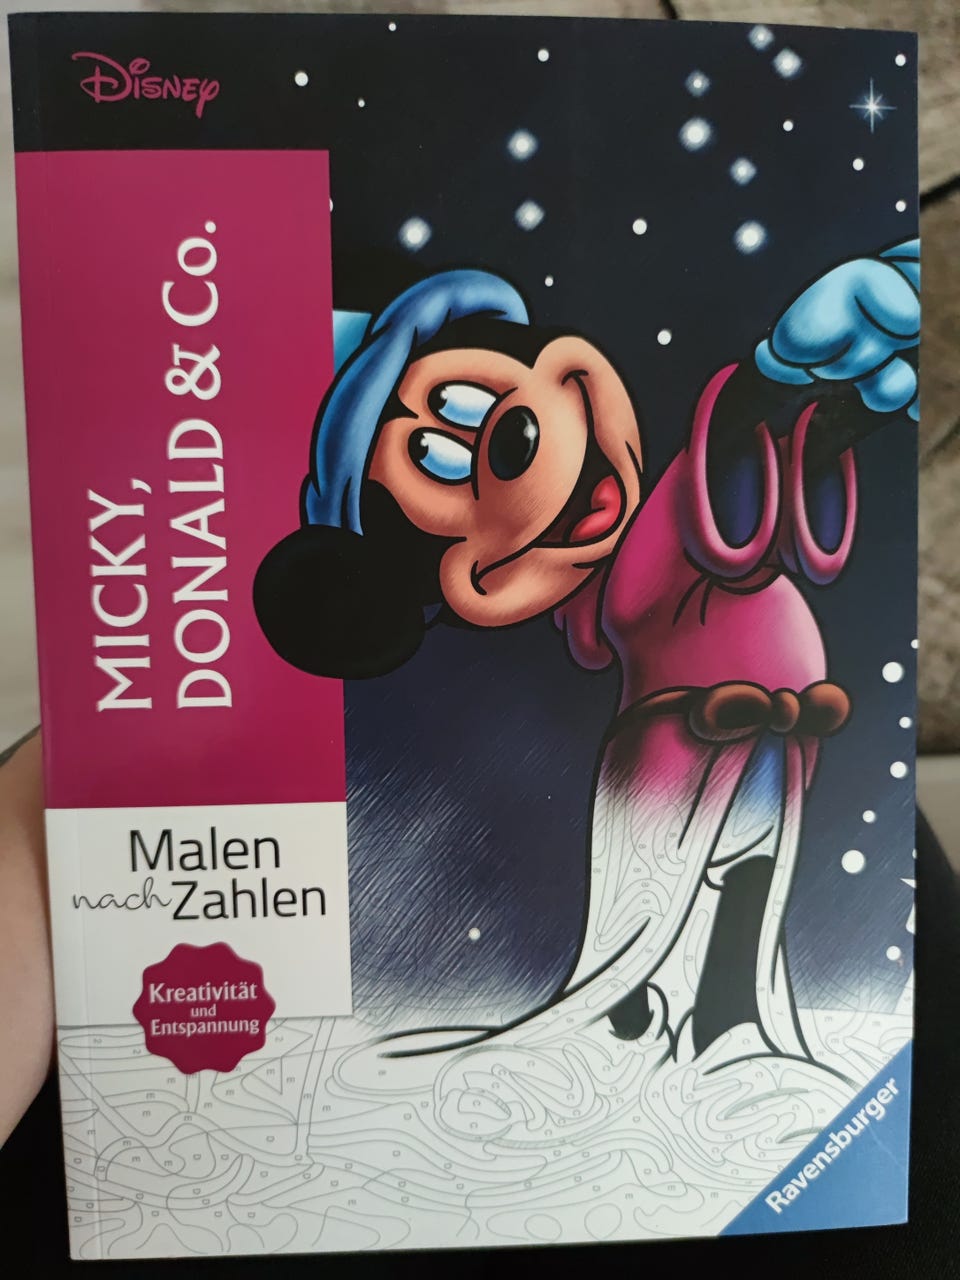 Disney
MICKY,
DONALD & Co.
Malen
nach Zahlen
Kreativität
und
Entspannung
Ravensburger